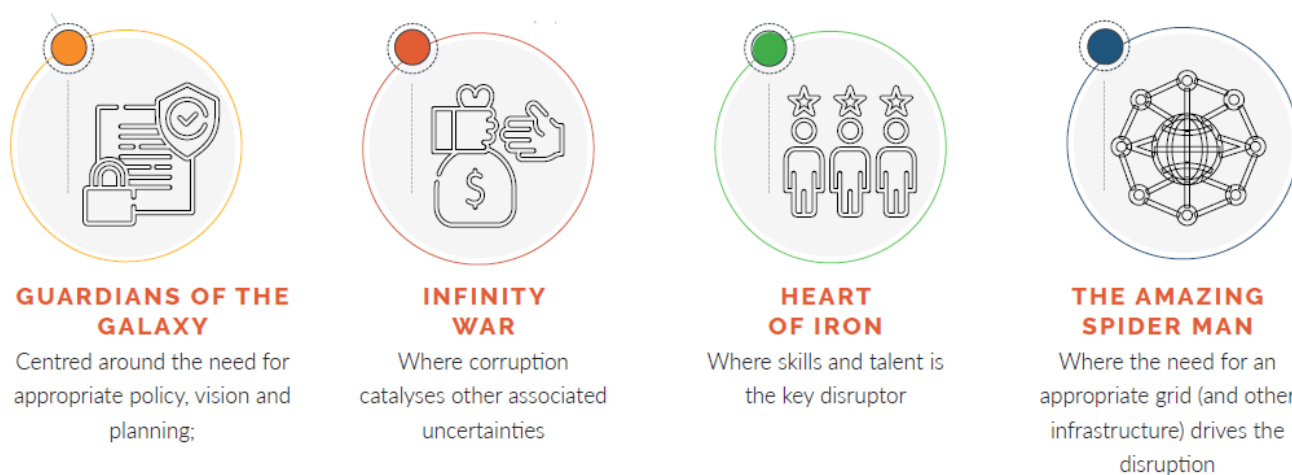 $
GUARDIANS OF THE
GALAXY
Centred around the need for
appropriate policy, vision and
planning;
INFINITY
WAR
Where corruption
catalyses other associated
uncertainties
HEART
OF IRON
Where skills and talent is
the key disruptor
THE AMAZING
SPIDER MAN
Where the need for an
appropriate grid (and other
infrastructure) drives the
disruption